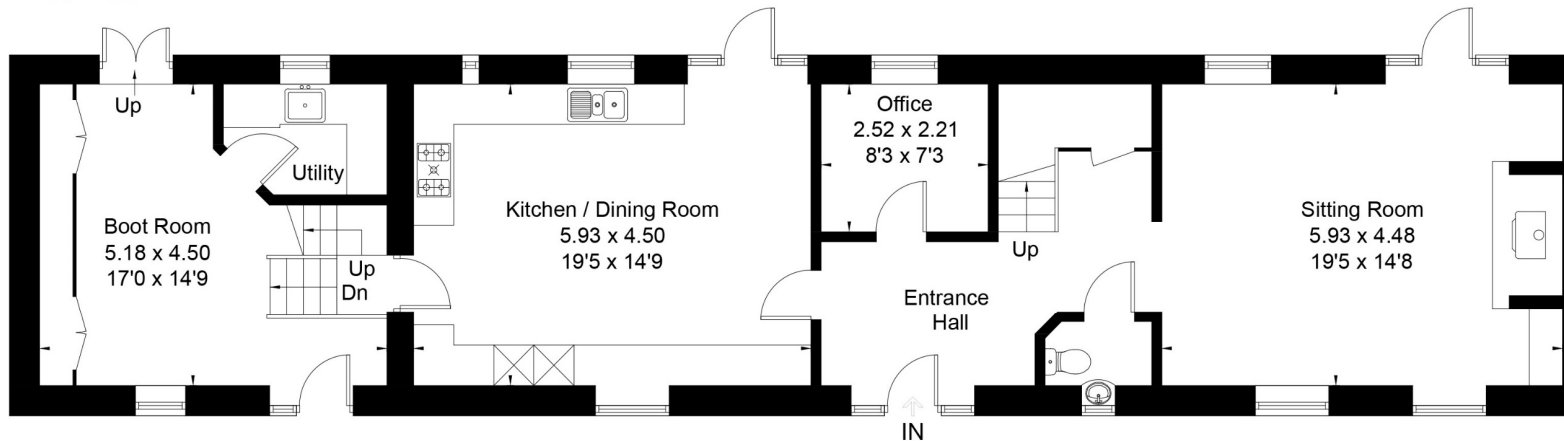 Up
Utility
Boot Room
5.18 x 4.50
17'0 x 14'9
Up
Dn
Kitchen / Dining Room
5.93 x 4.50
19'5 x 14'9
Office
2.52 x 2.21
8'3 x 7'3
Up
Entrance
Hall
IN
Sitting Room
5.93 x 4.48
19'5 x 14'8